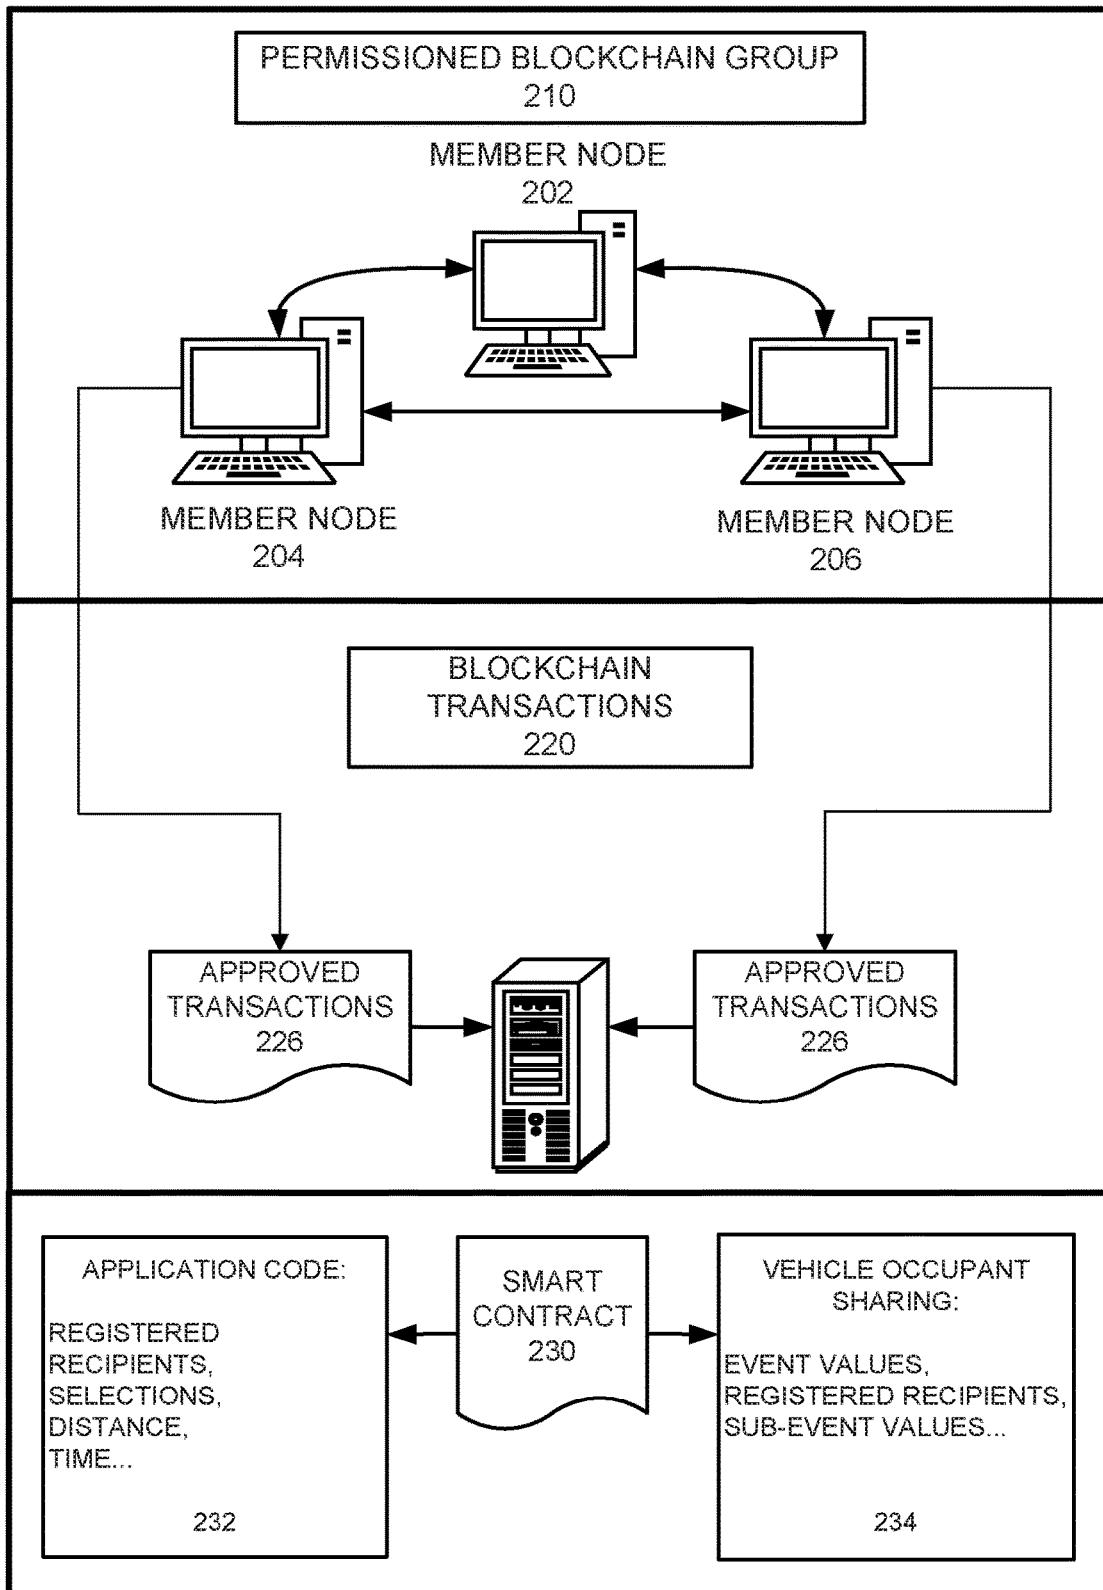 PERMISSIONED BLOCKCHAIN GROUP
210
MEMBER NODE
202
MEMBER NODE
204
MEMBER NODE
206
BLOCKCHAIN
TRANSACTIONS
220
APPROVED
TRANSACTIONS
226
APPROVED
TRANSACTIONS
226
APPLICATION CODE:
REGISTERED
RECIPIENTS,
SELECTIONS,
DISTANCE,
TIME...
232
SMART
CONTRACT
230
VEHICLE OCCUPANT
SHARING:
EVENT VALUES,
REGISTERED RECIPIENTS,
SUB-EVENT VALUES...
234